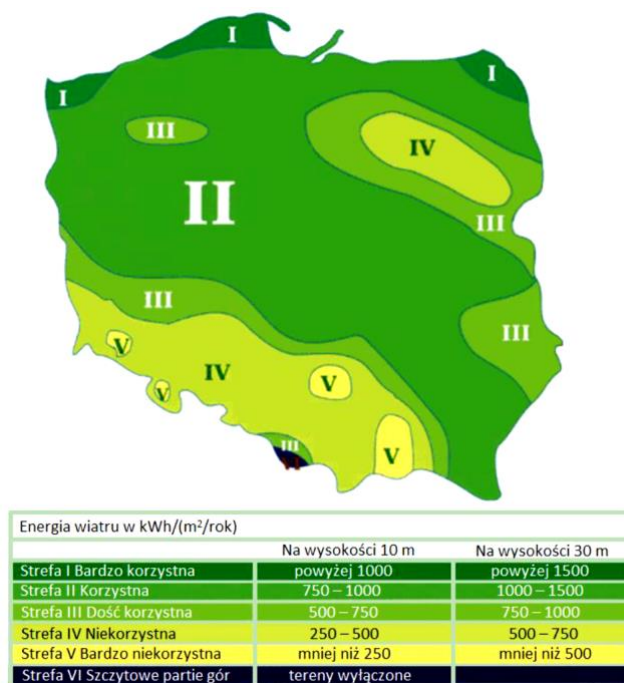 I
I
I
III
IV
II
III
III
III
V
IV
V
V
III
VI
V
Energia wiatru w kWh/(m²/rok)
Na wysokości 10 m Na wysokości 30 m
Strefa I Bardzo korzystna powyżej 1000 powyżej 1500
Strefa II Korzystna 750 – 1000 1000 – 1500
Strefa III Dość korzystna 500 – 750 750 – 1000
Strefa IV Niekorzystna 250 – 500 500 – 750
Strefa V Bardzo niekorzystna mniej niż 250 mniej niż 500
Strefa VI Szczytowe partie gór tereny wyłączone